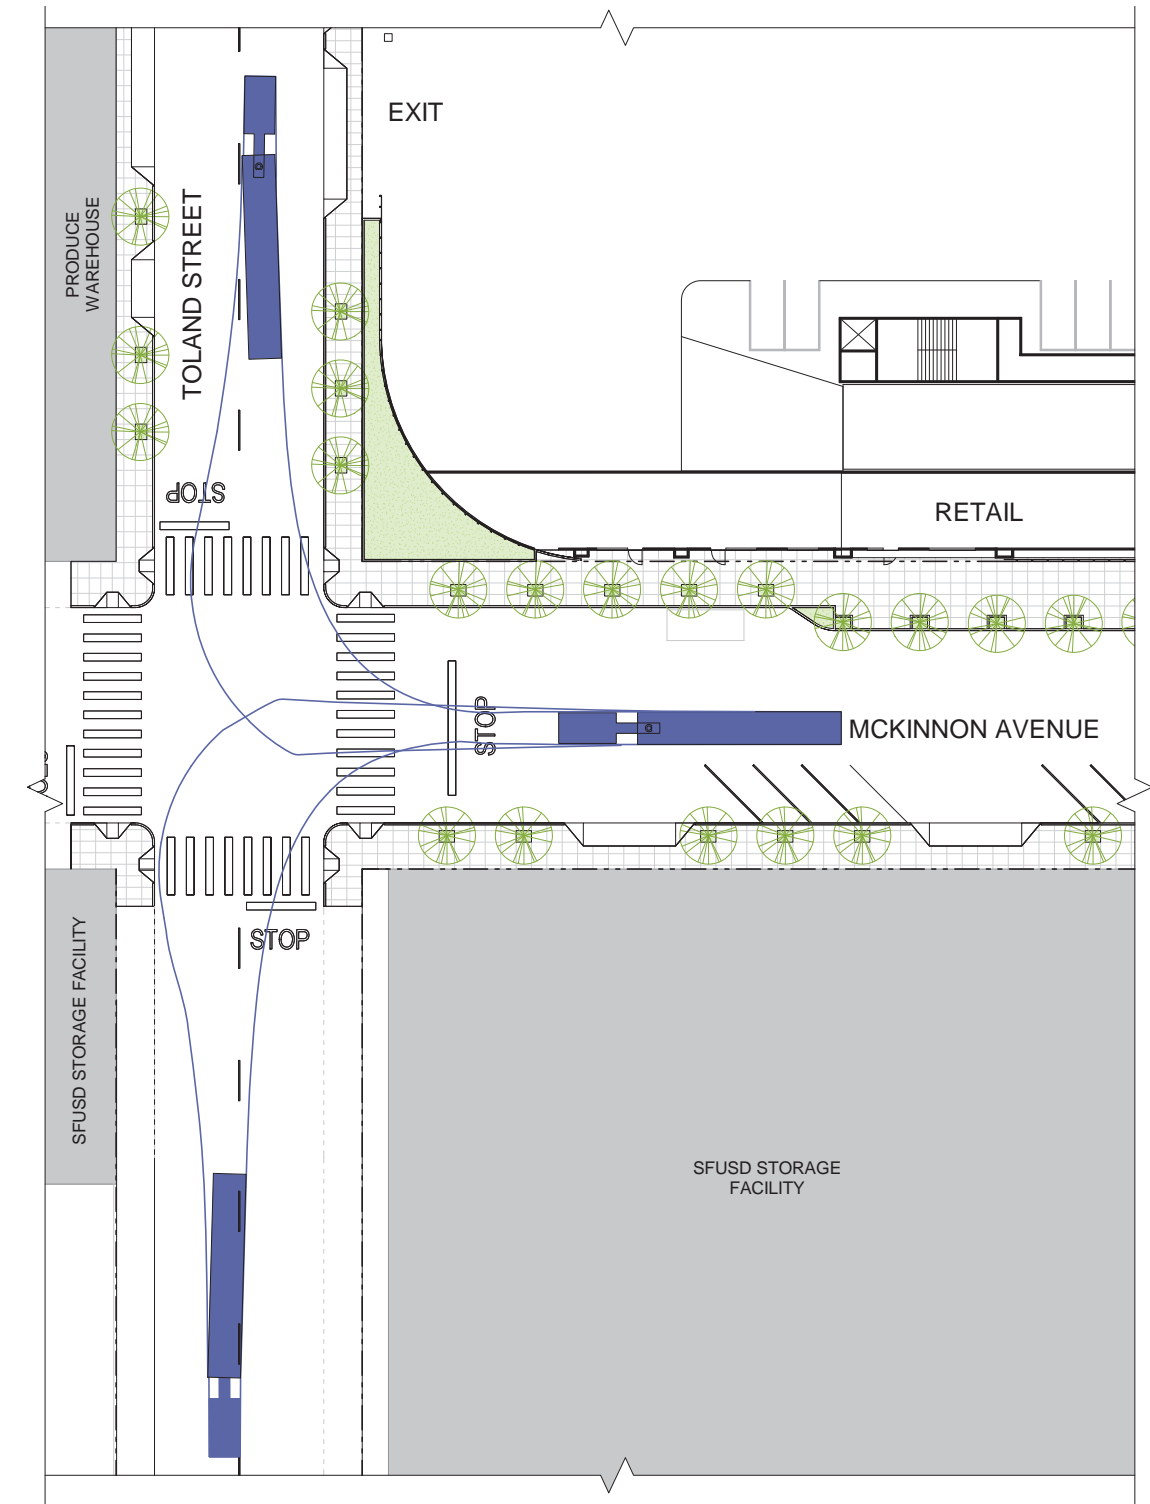 EXIT
PRODUCE
WAREHOUSE
TOLAND STREET
STOP
RETAIL
STOP
MCKINNON AVENUE
STOP
SFUSD STORAGE FACILITY
SFUSD STORAGE
FACILITY